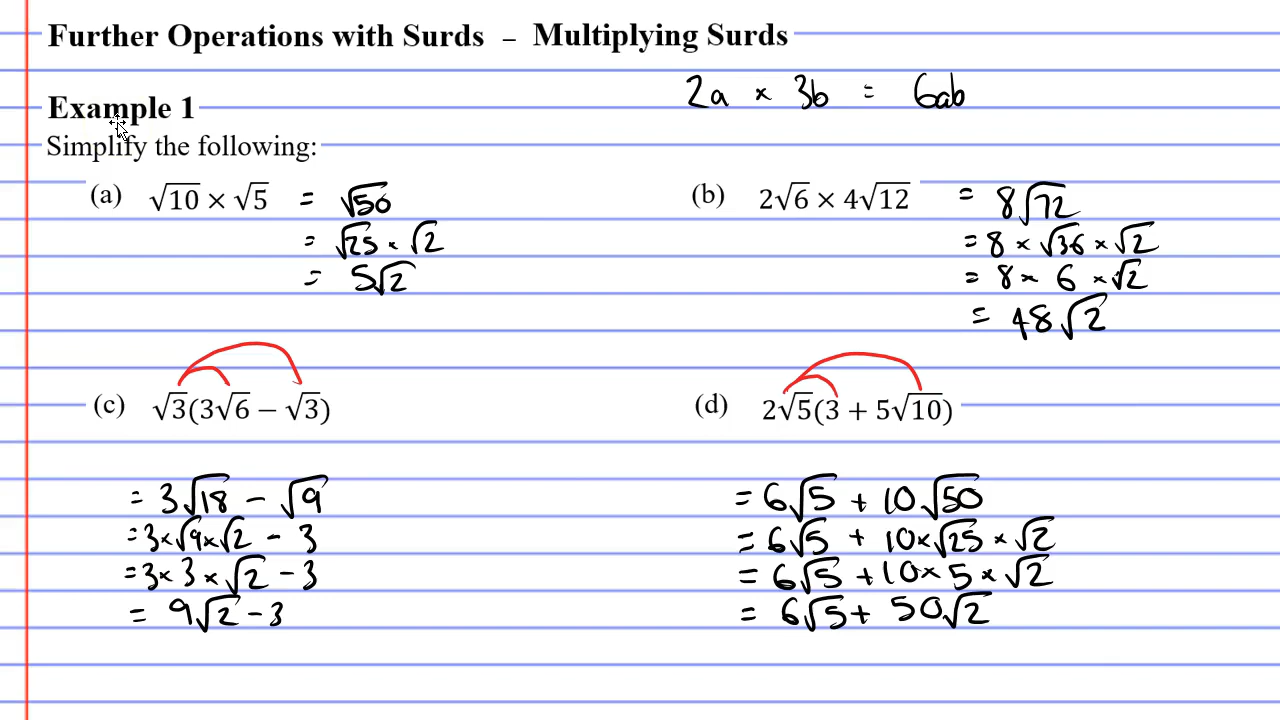 Further Operations with Surds – Multiplying Surds
2a × 3b = 6ab
Example 1
Simplify the following:
(a) √10 × √5 = √50
= √25 × √2
= 5√2
(b) 2√6 × 4√12 = 8√72
= 8 × √36 × √2
= 8 × 6 × √2
= 48√2
(c) √3(3√6 − √3)
= 3√18 − √9
= 3×√9×√2 − 3
= 3×3×√2 − 3
= 9√2 − 3
(d) 2√5(3 + 5√10)
= 6√5 + 10√50
= 6√5 + 10×√25×√2
= 6√5 + 10×5×√2
= 6√5 + 50√2